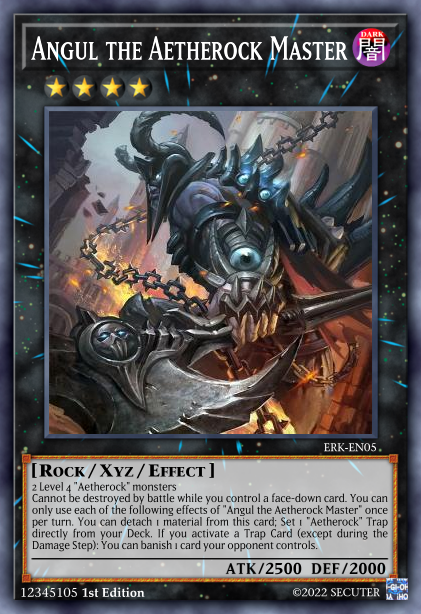 ANGUL THE AETHEROCK MASTER
DARK
闇
ERK-EN05
[ROCK/XYZ/EFFECT]
2 Level 4 "Aetherock" monsters
Cannot be destroyed by battle while you control a face-down card. You can
only use each of the following effects of "Angul the Aetherock Master" once
per turn. You can detach 1 material from this card; Set 1 "Aetherock" Trap
directly from your Deck. If you activate a Trap Card (except during the
Damage Step): You can banish 1 card your opponent controls.
ATK/2500 DEF/2000
12345105 1st Edition
©2022 SECUTER